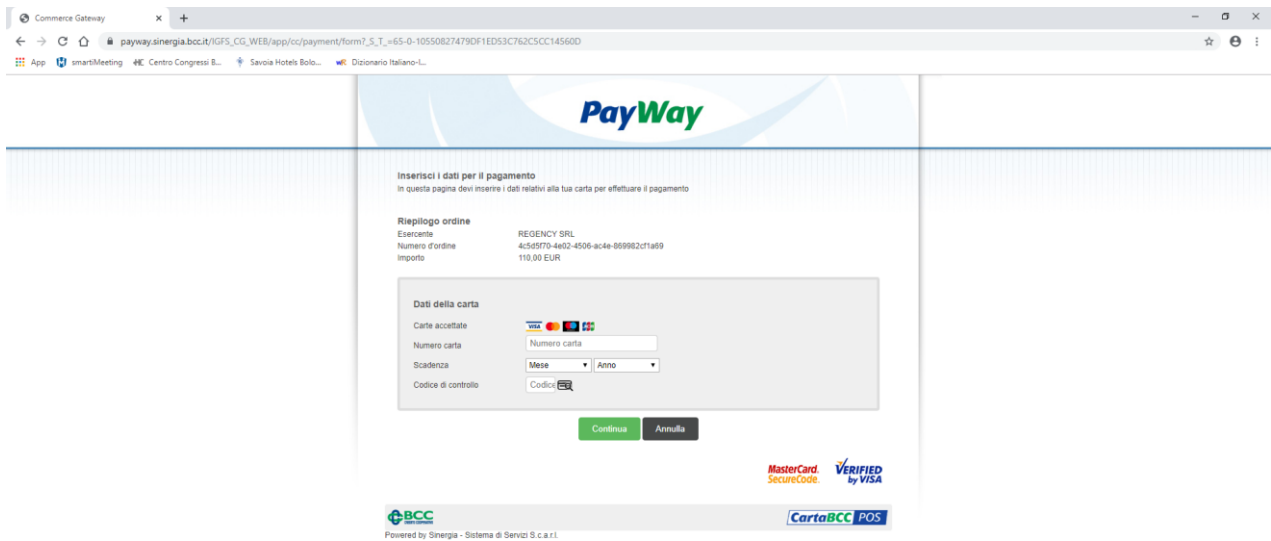 Commerce Gateway
payway.sinergia.bcc.it/IGFS_CG_WEB/app/cc/payment/form?_S_T_=65-0-10550827479DF1ED53C762C5CC14560D
App smartiMeeting HC Centro Congressi B... Savoia Hotels Bolo... wR Dizionario Italiano-I...
PayWay
Inserisci i dati per il pagamento
In questa pagina devi inserire i dati relativi alla tua carta per effettuare il pagamento
Riepilogo ordine
Esercente REGENCY SRL
Numero d'ordine 4c5d5f70-4e02-4506-ac4e-869982cf1a69
Importo 110,00 EUR
Dati della carta
Carte accettate VISA
Numero carta Numero carta
Scadenza Mese Anno
Codice di controllo Codice
Continua Annulla
MasterCard. VERIFIED
SecureCode. by VISA
BCC CartaBCC POS
Powered by Sinergia - Sistema di Servizi S.c.a.r.l.